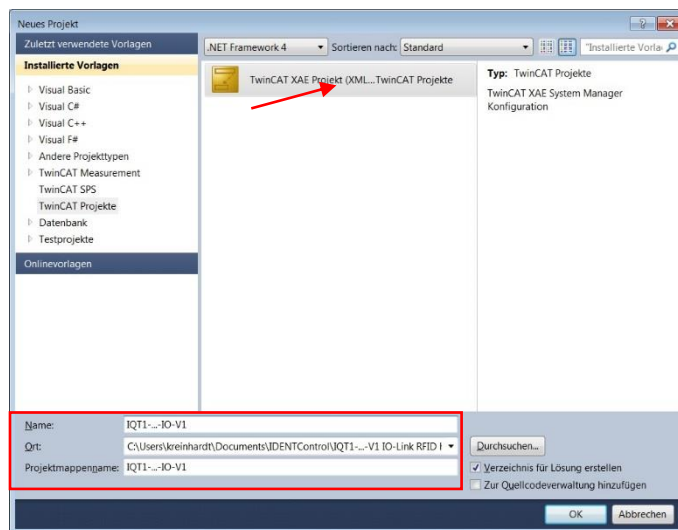 Neues Projekt
Zuletzt verwendete Vorlagen
.NET Framework 4
Sortieren nach: Standard
"Installierte Vorla
Installierte Vorlagen
Visual Basic
Visual C#
Visual C++
Visual F#
Andere Projekttypen
TwinCAT Measurement
TwinCAT SPS
TwinCAT Projekte
Datenbank
Testprojekte
Onlinevorlagen
TwinCAT XAE Projekt (XML...TwinCAT Projekte
Typ: TwinCAT Projekte
TwinCAT XAE System Manager
Konfiguration
Name: IQT1-...-IO-V1
Ort: C:\Users\kreinhardt\Documents\IDENTControl\IQT1-...-V1 IO-Link RFID
Durchsuchen...
Projektmappenname: IQT1-...-IO-V1
Verzeichnis für Lösung erstellen
Zur Quellcodeverwaltung hinzufügen
OK Abbrechen